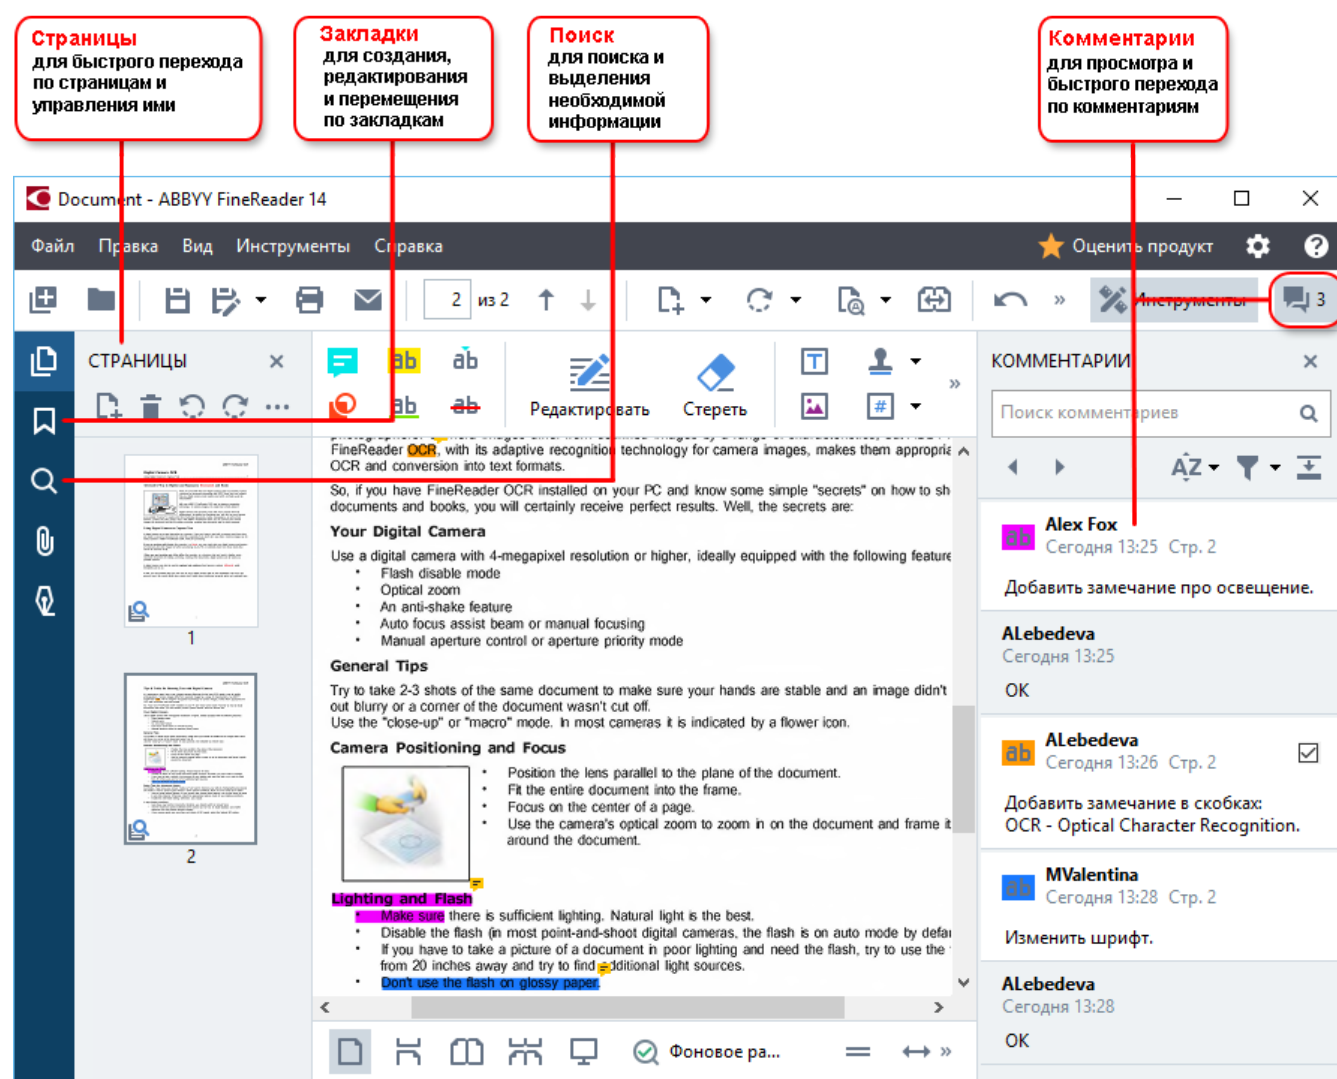 Страницы
для быстрого перехода
по страницам и
управления ими
Закладки
для создания,
редактирования
и перемещения
по закладкам
Поиск
для поиска и
выделения
необходимой
информации
Комментарии
для просмотра и
быстрого перехода
по комментариям
Document - ABBYY FineReader 14
Файл Правка Вид Инструменты Справка
Оценить продукт
2 из 2
Инструменты
3
СТРАНИЦЫ
Редактировать
Стереть
1
2
FineReader OCR, with its adaptive recognition technology for camera images, makes them appropria
OCR and conversion into text formats.
So, if you have FineReader OCR installed on your PC and know some simple "secrets" on how to sh
documents and books, you will certainly receive perfect results. Well, the secrets are:
Your Digital Camera
Use a digital camera with 4-megapixel resolution or higher, ideally equipped with the following feature
• Flash disable mode
• Optical zoom
• An anti-shake feature
• Auto focus assist beam or manual focusing
• Manual aperture control or aperture priority mode
General Tips
Try to take 2-3 shots of the same document to make sure your hands are stable and an image didn't
out blurry or a corner of the document wasn't cut off.
Use the "close-up" or "macro" mode. In most cameras it is indicated by a flower icon.
Camera Positioning and Focus
• Position the lens parallel to the plane of the document.
• Fit the entire document into the frame.
• Focus on the center of a page.
• Use the camera's optical zoom to zoom in on the document and frame it
around the document.
Lighting and Flash
• Make sure there is sufficient lighting. Natural light is the best.
• Disable the flash (in most point-and-shoot digital cameras, the flash is on auto mode by defau
• If you have to take a picture of a document in poor lighting and need the flash, try to use the
from 20 inches away and try to find additional light sources.
• Don't use the flash on glossy paper.
Фоновое ра...
КОММЕНТАРИИ
Поиск комментариев
AZ
Alex Fox
Сегодня 13:25 Стр. 2
Добавить замечание про освещение.
ALebedeva
Сегодня 13:25
OK
ab
ALebedeva
Сегодня 13:26 Стр. 2
Добавить замечание в скобках:
OCR - Optical Character Recognition.
ab
MValentina
Сегодня 13:28 Стр. 2
Изменить шрифт.
ALebedeva
Сегодня 13:28
OK